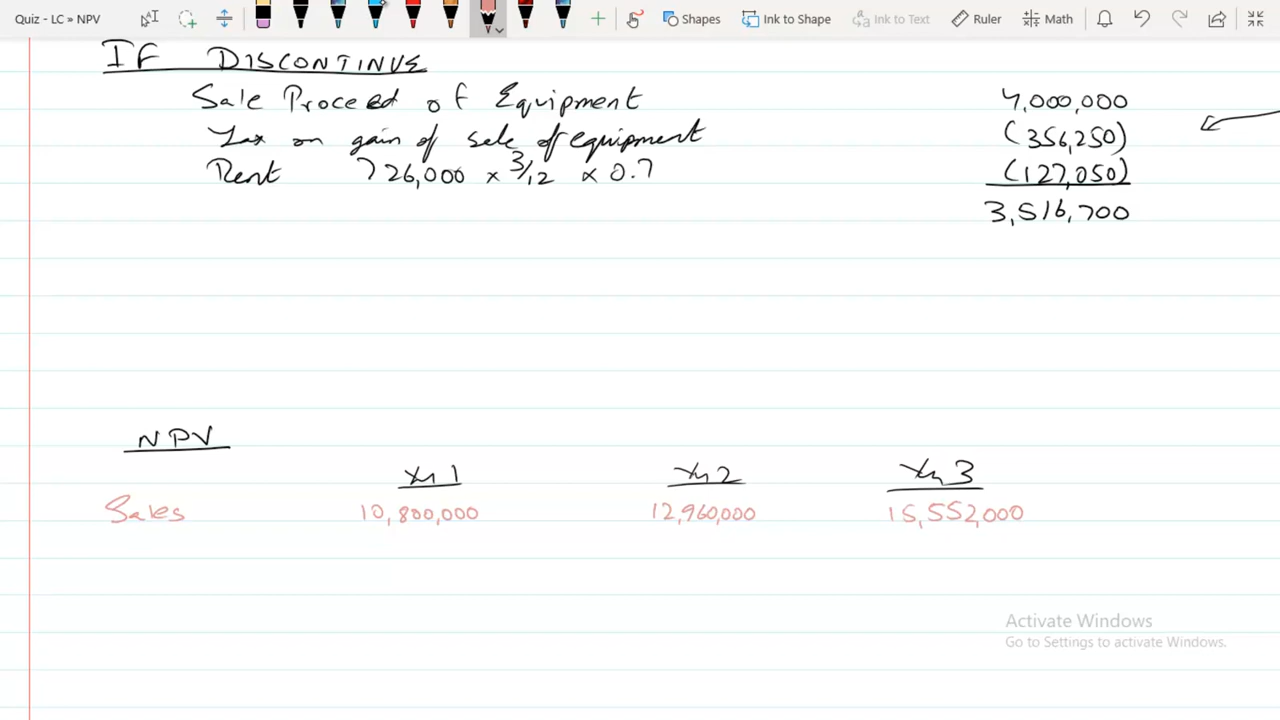 Quiz - LC » NPV Shapes Ink to Shape Ink to Text Ruler Math
IF DISCONTINUE
Sale Proceed of Equipment 4,000,000
Tax on gain of sale of equipment (356,250)
Rent 726,000 × 3/12 × 0.7 (127,050)
3,516,700
NPV
Yr 1 Yr 2 Yr 3
Sales 10,800,000 12,960,000 15,552,000
Activate Windows
Go to Settings to activate Windows.